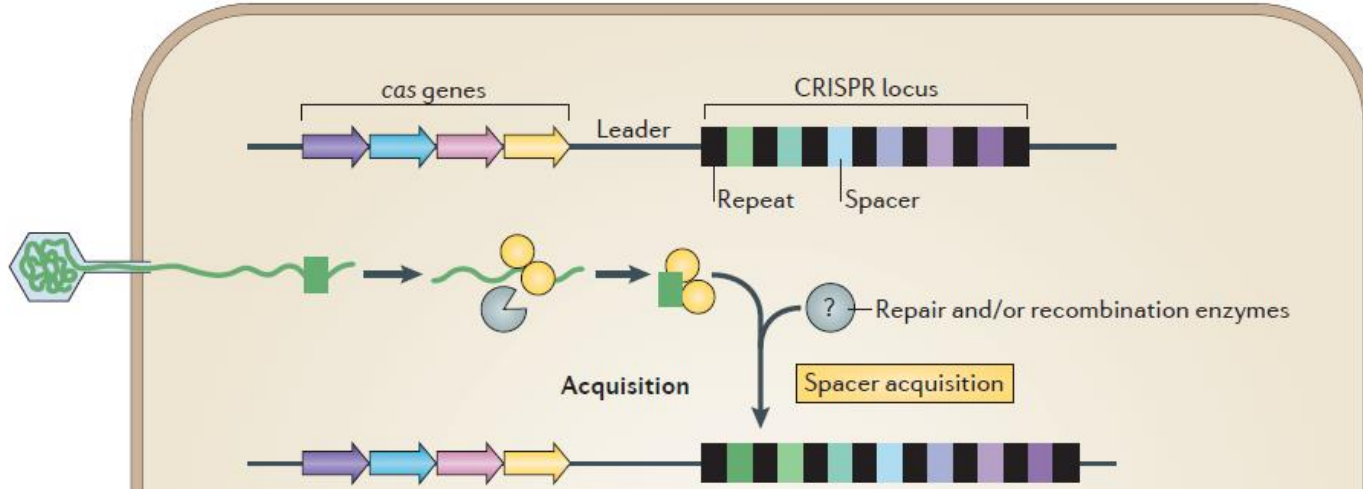 cas genes
CRISPR locus
Leader
Repeat
Spacer
?
Repair and/or recombination enzymes
Acquisition
Spacer acquisition